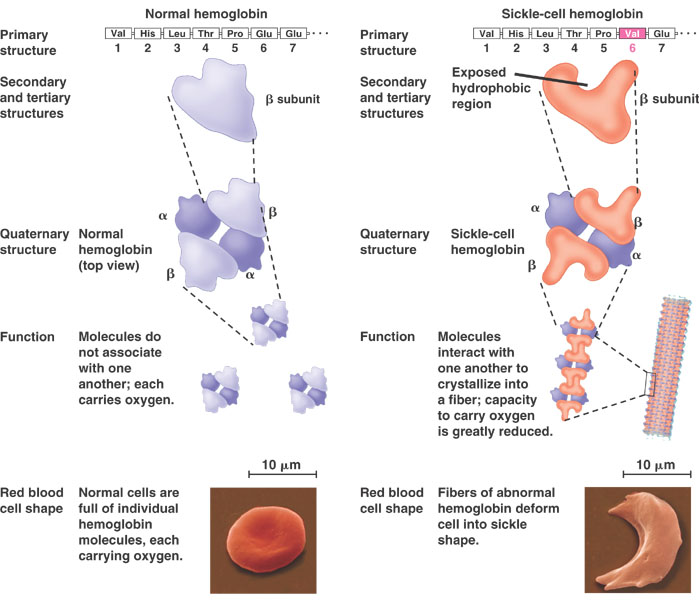 Normal hemoglobin
Primary structure
Val His Leu Thr Pro Glu Glu ···
1 2 3 4 5 6 7
Secondary and tertiary structures
β subunit
Quaternary structure
Normal hemoglobin (top view)
α
β
β
α
Function
Molecules do not associate with one another; each carries oxygen.
10 μm
Red blood cell shape
Normal cells are full of individual hemoglobin molecules, each carrying oxygen.
Sickle-cell hemoglobin
Primary structure
Val His Leu Thr Pro Val Glu ···
1 2 3 4 5 6 7
Secondary and tertiary structures
Exposed hydrophobic region
β subunit
Quaternary structure
Sickle-cell hemoglobin
α
β
β
α
Function
Molecules interact with one another to crystallize into a fiber; capacity to carry oxygen is greatly reduced.
10 μm
Red blood cell shape
Fibers of abnormal hemoglobin deform cell into sickle shape.